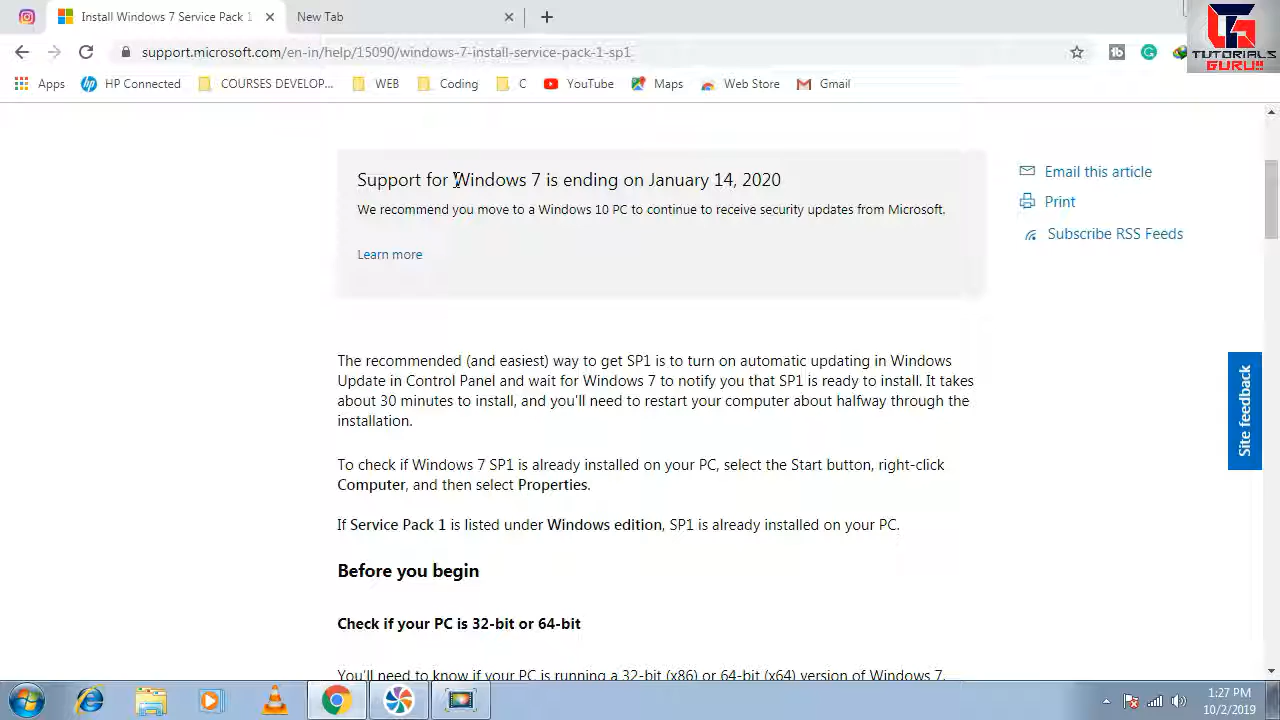 Install Windows 7 Service Pack 1
New Tab
support.microsoft.com/en-in/help/15090/windows-7-install-service-pack-1-sp1
TUTORIALS
GURU!!
Apps
HP Connected
COURSES DEVELOP...
WEB
Coding
YouTube
Maps
Web Store
Gmail
Support for Windows 7 is ending on January 14, 2020
We recommend you move to a Windows 10 PC to continue to receive security updates from Microsoft.
Learn more
Email this article
Print
Subscribe RSS Feeds
The recommended (and easiest) way to get SP1 is to turn on automatic updating in Windows
Update in Control Panel and wait for Windows 7 to notify you that SP1 is ready to install. It takes
about 30 minutes to install, and you'll need to restart your computer about halfway through the
installation.
Site feedback
To check if Windows 7 SP1 is already installed on your PC, select the Start button, right-click
Computer, and then select Properties.
If Service Pack 1 is listed under Windows edition, SP1 is already installed on your PC.
Before you begin
Check if your PC is 32-bit or 64-bit
You'll need to know if your PC is running a 32-bit (x86) or 64-bit (x64) version of Windows 7.
1:27 PM
10/2/2019